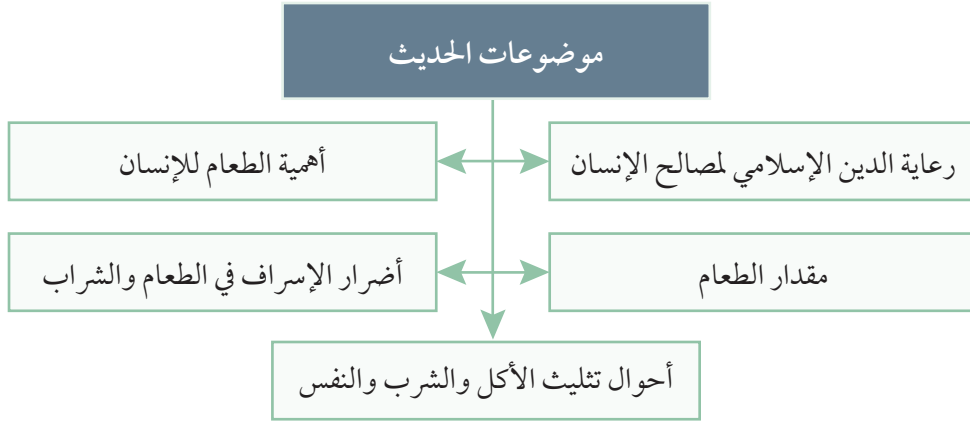 موضوعات الحديث
رعاية الدين الإسلامي لمصالح الإنسان
أهمية الطعام للإنسان
مقدار الطعام
أضرار الإسراف في الطعام والشراب
أحوال تثليث الأكل والشرب والنفس